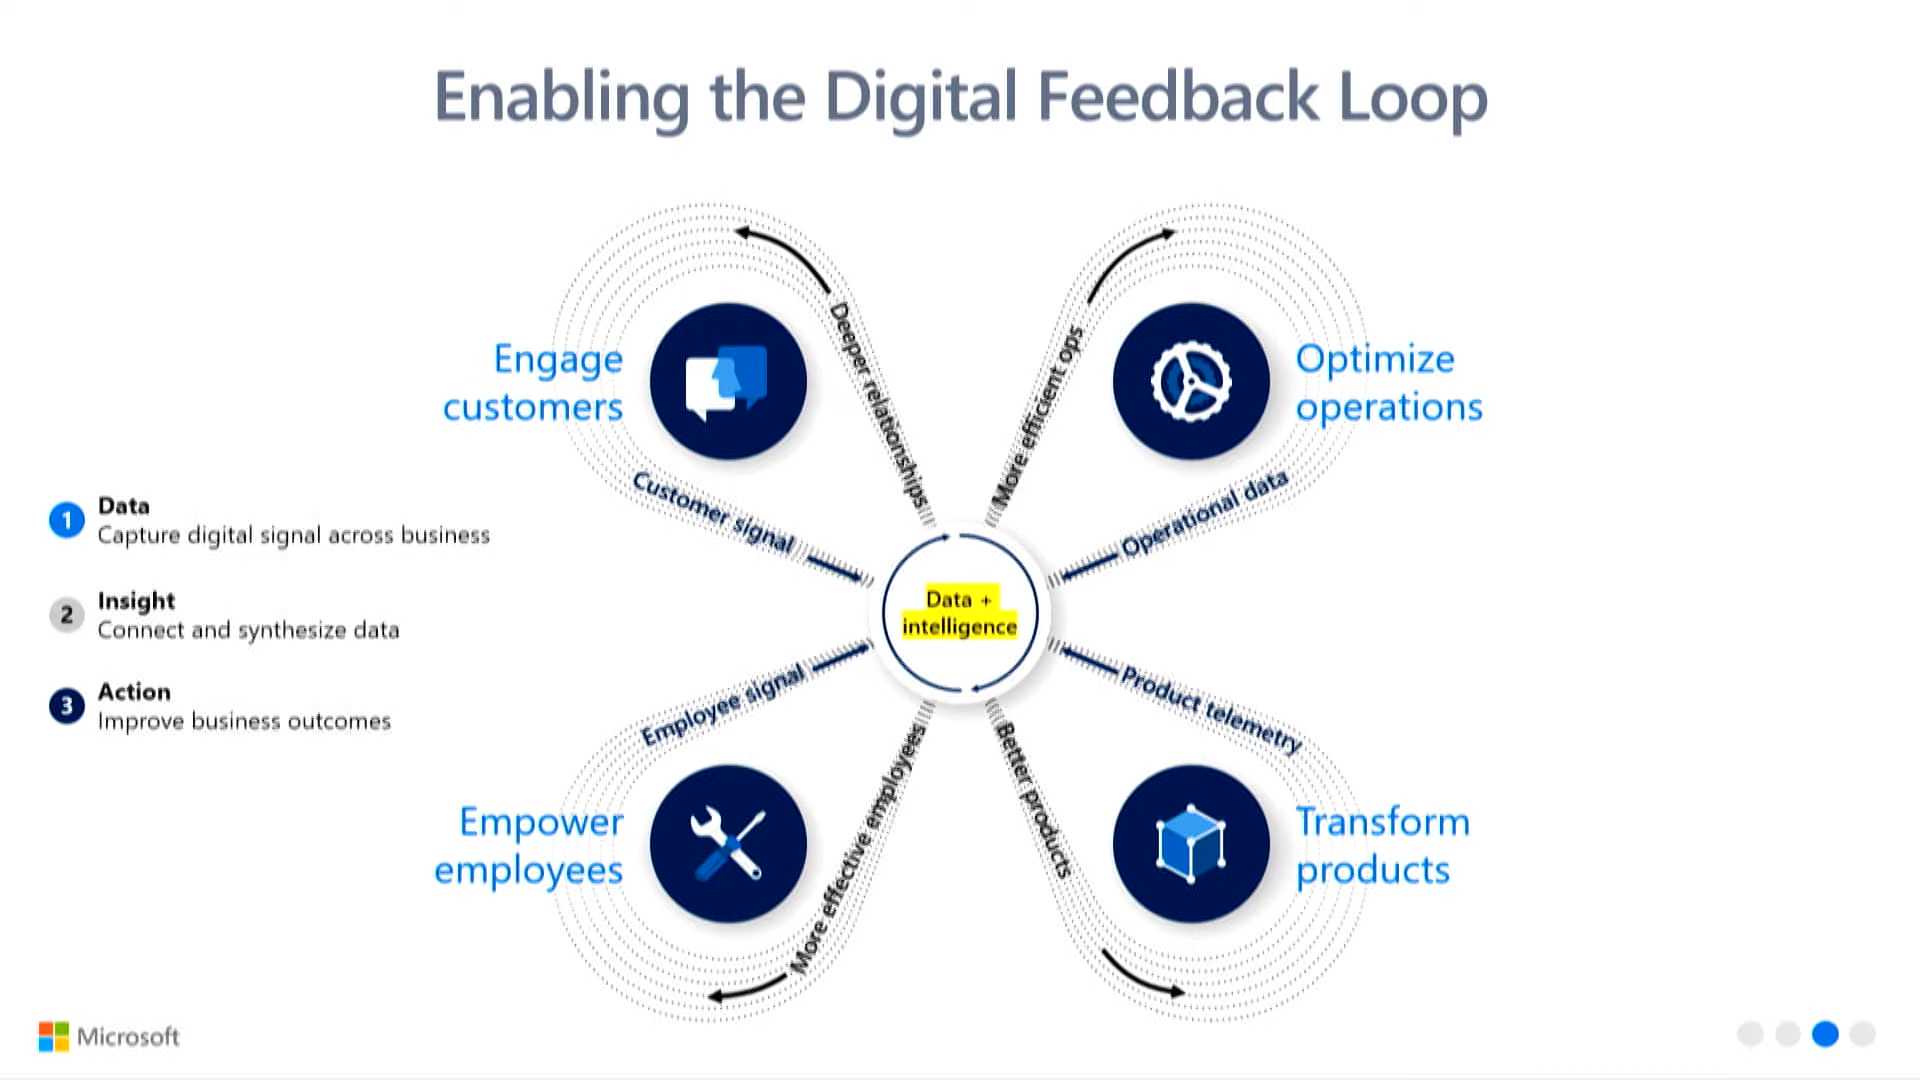 Enabling the Digital Feedback Loop
Engage
customers
Deeper relationships
Customer signal
More efficient ops
Operational data
Optimize
operations
1
Data
Capture digital signal across business
2
Insight
Connect and synthesize data
3
Action
Improve business outcomes
Data +
intelligence
Employee signal
More effective employees
Empower
employees
Product telemetry
Better products
Transform
products
Microsoft